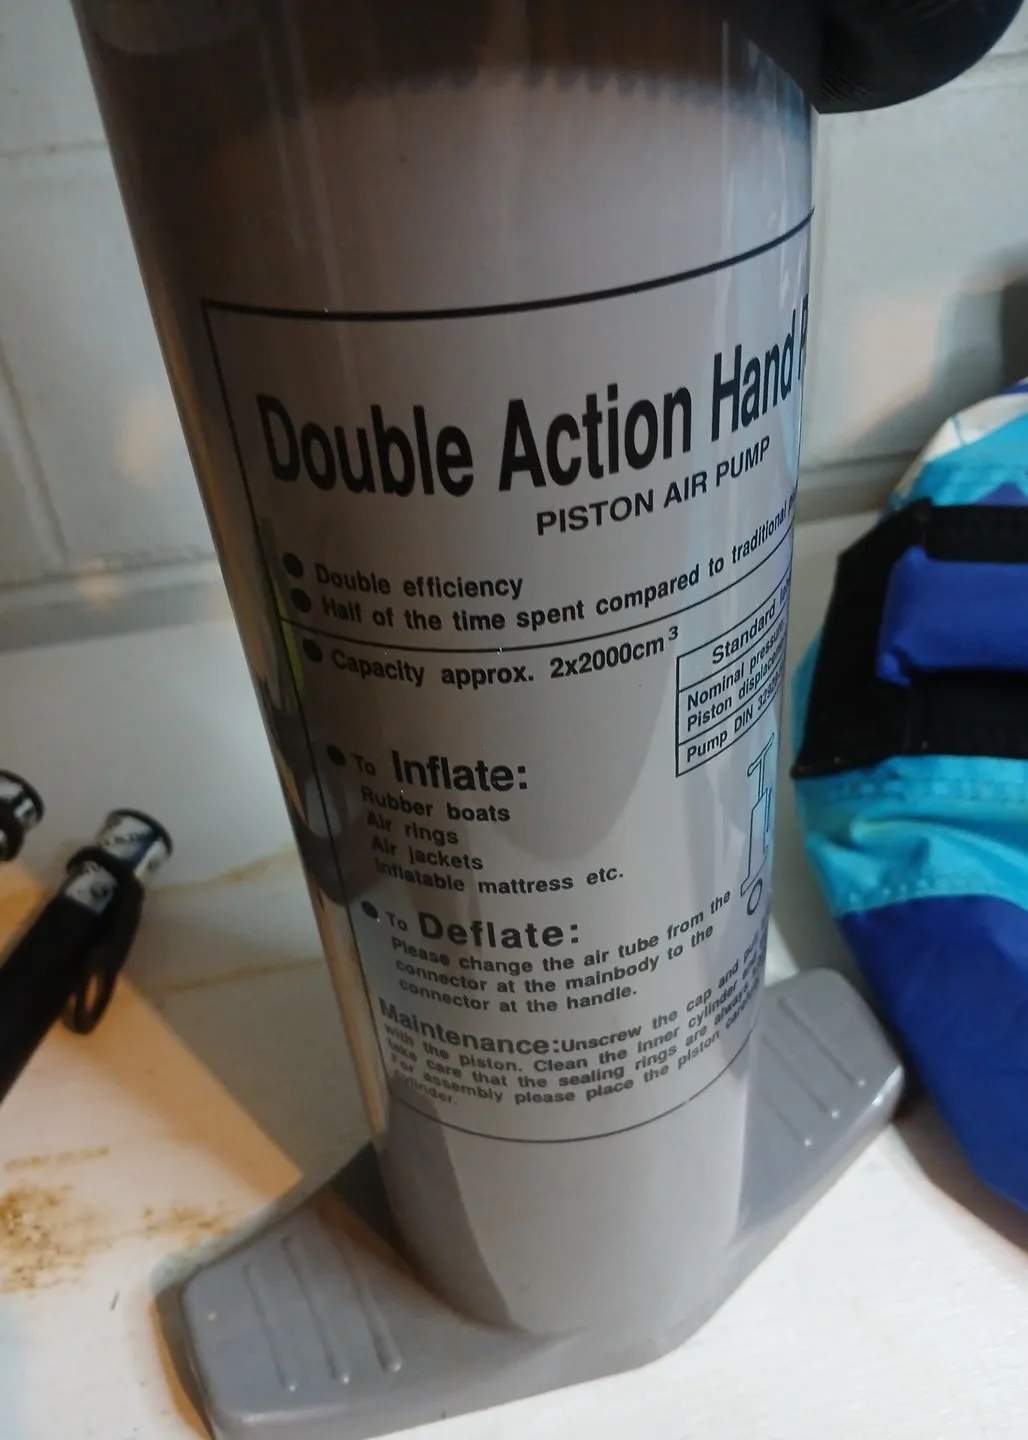 Double Action Hand
PISTON AIR PUMP
● Double efficiency
● Half of the time spent compared to traditional
● Capacity approx. 2x2000cm³
Standard
Nominal pressure
Piston displacement
Pump DIN
● To Inflate:
Rubber boats
Air rings
Air jackets
Inflatable mattress etc.
● To Deflate:
Please change the air tube from the
connector at the mainbody to the
connector at the handle.
Maintenance: Unscrew the cap and
with the piston. Clean the inner cylinder and
take care that the sealing rings are always
For assembly please place the piston
cylinder.